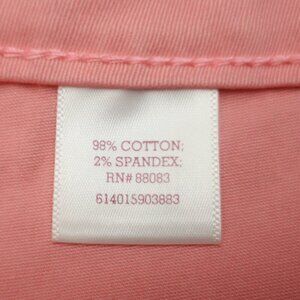 98% COTTON;
2% SPANDEX;
RN# 88083
614015903883